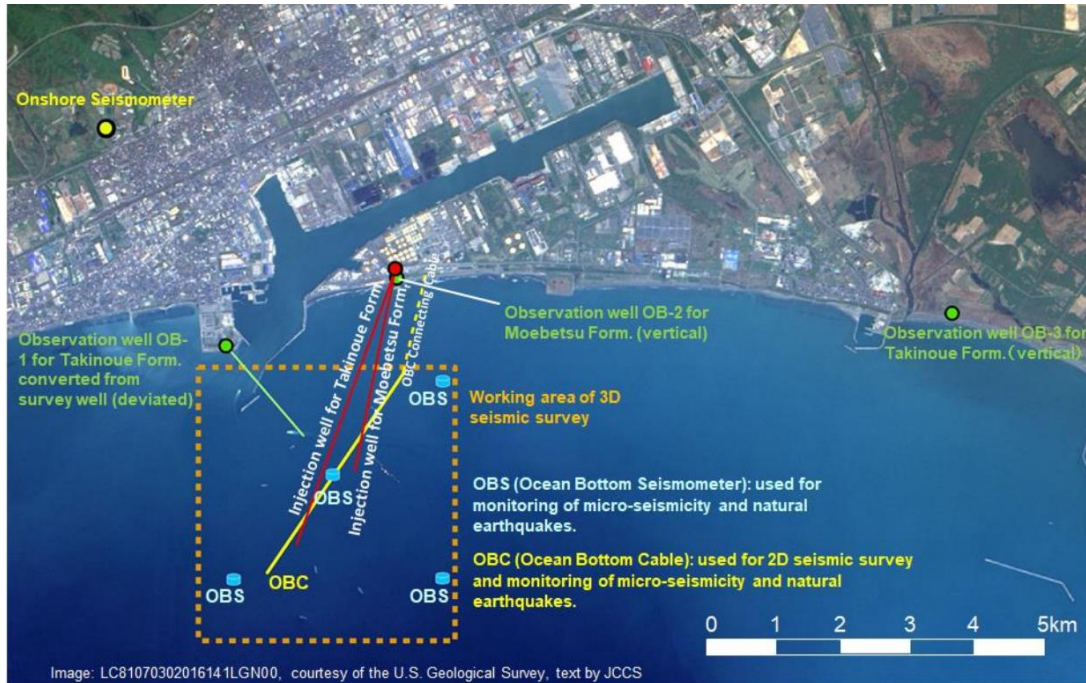 Onshore Seismometer
Observation well OB-
1 for Takinoue Form.
converted from
survey well (deviated)
Injection well for Takinoue Form.
Injection well for Moebetsu Form.
OBC Connecting Cable
Observation well OB-2 for
Moebetsu Form. (vertical)
Observation well OB-3 for
Takinoue Form. (vertical)
OBS
Working area of 3D
seismic survey
OBS
OBS (Ocean Bottom Seismometer): used for
monitoring of micro-seismicity and natural
earthquakes.
OBC (Ocean Bottom Cable): used for 2D seismic survey
and monitoring of micro-seismicity and natural
earthquakes.
OBC
OBS
OBS
0 1 2 3 4 5km
Image: LC81070302016141LGN00, courtesy of the U.S. Geological Survey, text by JCCS